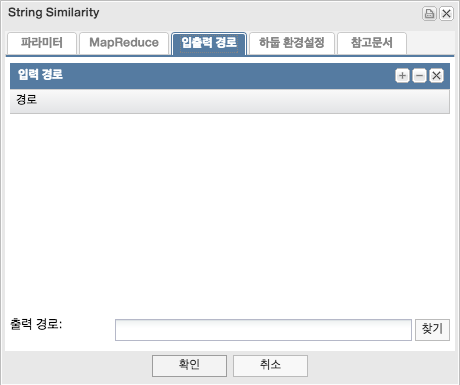 String Similarity
파라미터 MapReduce 입출력 경로 하둡 환경설정 참고문서
입력 경로
경로
출력 경로: 찾기
확인 취소